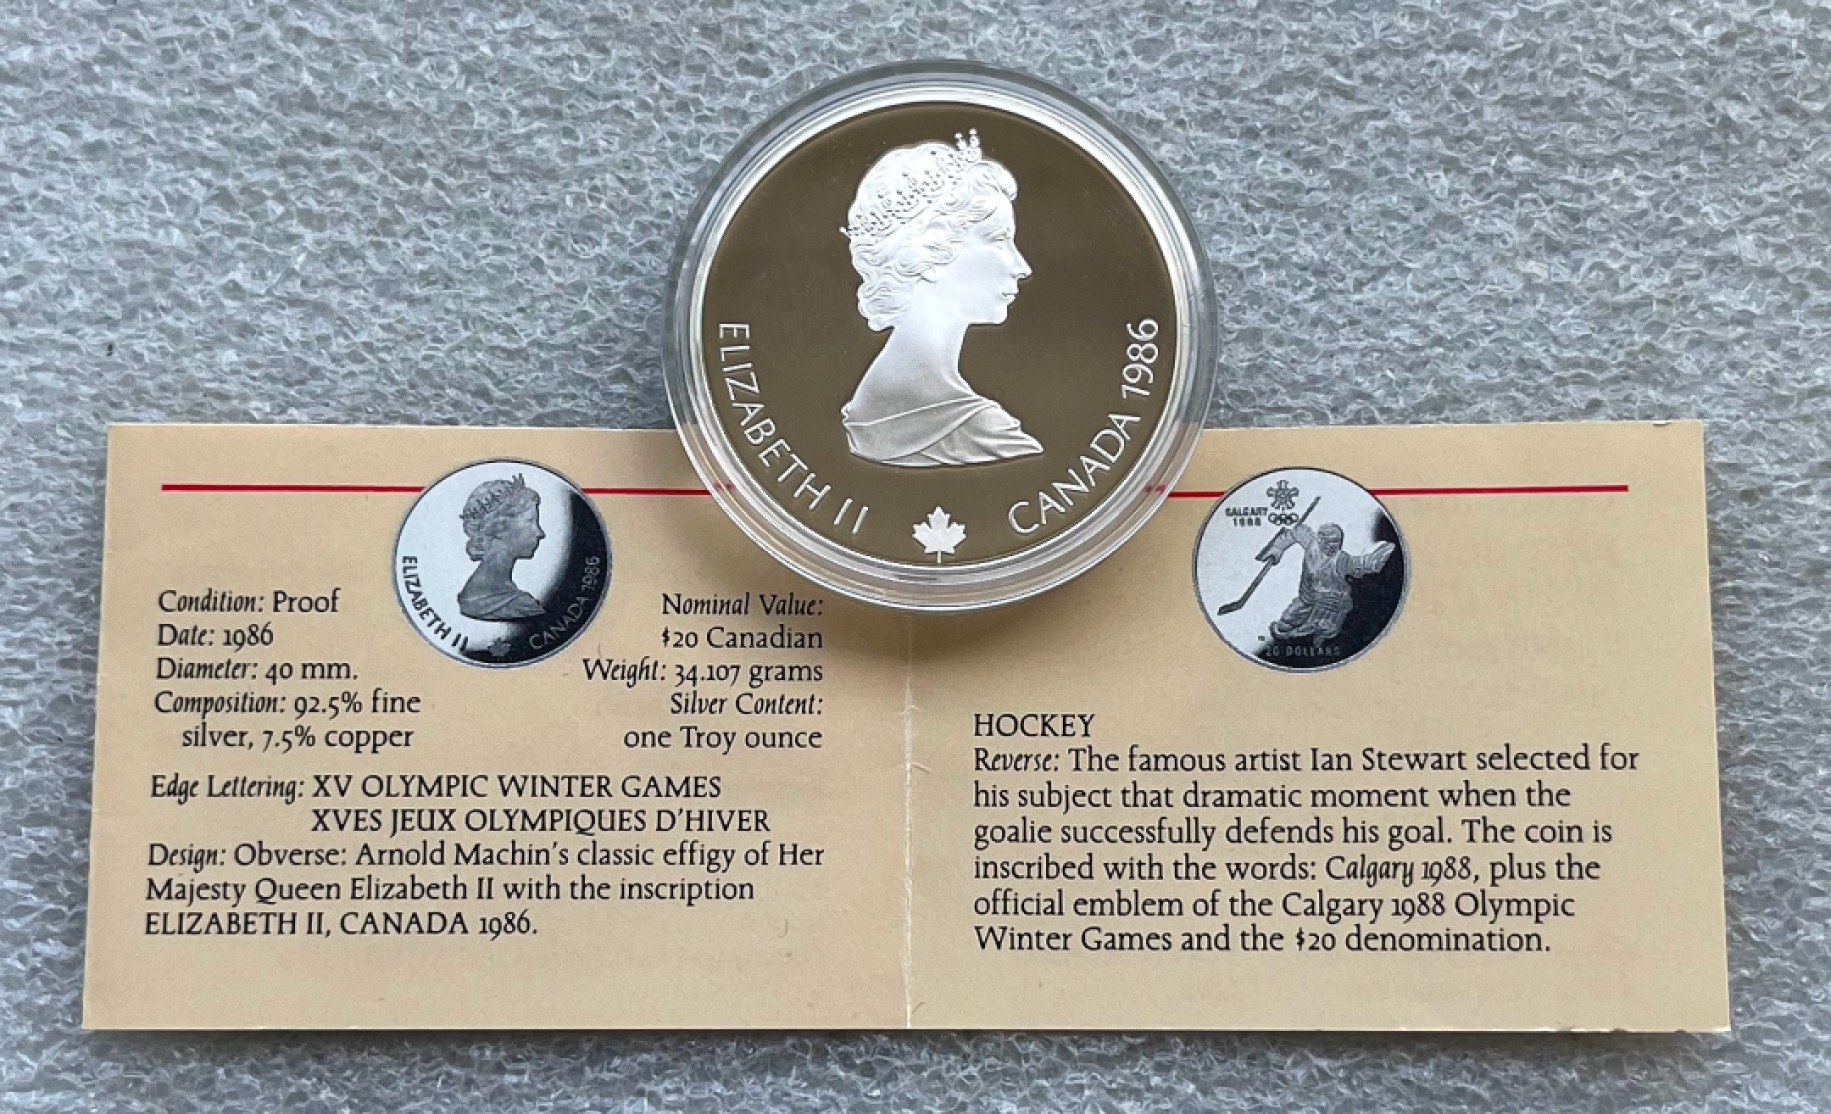 ELIZABETH II
CANADA 1986
ELIZABETH II
CANADA 1986
Condition: Proof
Date: 1986
Diameter: 40 mm.
Composition: 92.5% fine
silver, 7.5% copper
Nominal Value:
$20 Canadian
Weight: 34.107 grams
Silver Content:
one Troy ounce
Edge Lettering: XV OLYMPIC WINTER GAMES
XVES JEUX OLYMPIQUES D'HIVER
Design: Obverse: Arnold Machin's classic effigy of Her
Majesty Queen Elizabeth II with the inscription
ELIZABETH II, CANADA 1986.
CALGARY
1988
20 DOLLARS
HOCKEY
Reverse: The famous artist Ian Stewart selected for
his subject that dramatic moment when the
goalie successfully defends his goal. The coin is
inscribed with the words: Calgary 1988, plus the
official emblem of the Calgary 1988 Olympic
Winter Games and the $20 denomination.